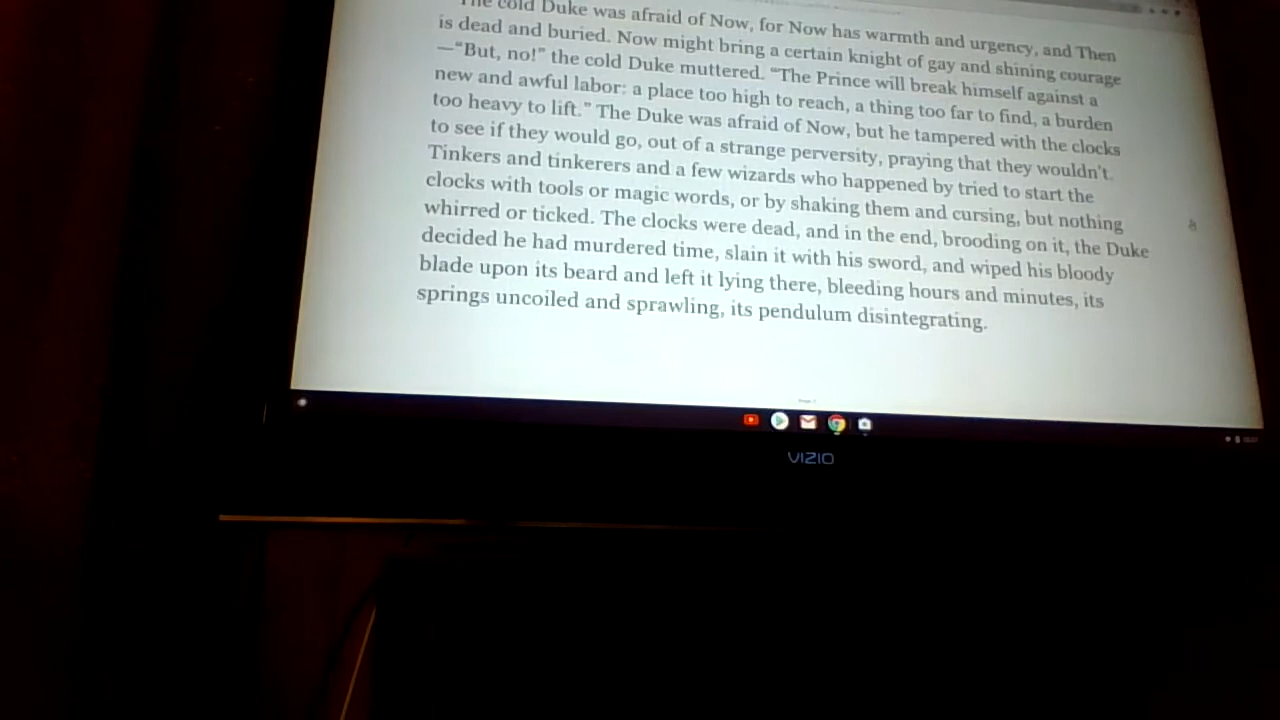 The cold Duke was afraid of Now, for Now has warmth and urgency, and Then
is dead and buried. Now might bring a certain knight of gay and shining courage
—“But, no!” the cold Duke muttered. “The Prince will break himself against a
new and awful labor: a place too high to reach, a thing too far to find, a burden
too heavy to lift.” The Duke was afraid of Now, but he tampered with the clocks
to see if they would go, out of a strange perversity, praying that they wouldn't.
Tinkers and tinkerers and a few wizards who happened by tried to start the
clocks with tools or magic words, or by shaking them and cursing, but nothing
whirred or ticked. The clocks were dead, and in the end, brooding on it, the Duke
decided he had murdered time, slain it with his sword, and wiped his bloody
blade upon its beard and left it lying there, bleeding hours and minutes, its
springs uncoiled and sprawling, its pendulum disintegrating.
VIZIO